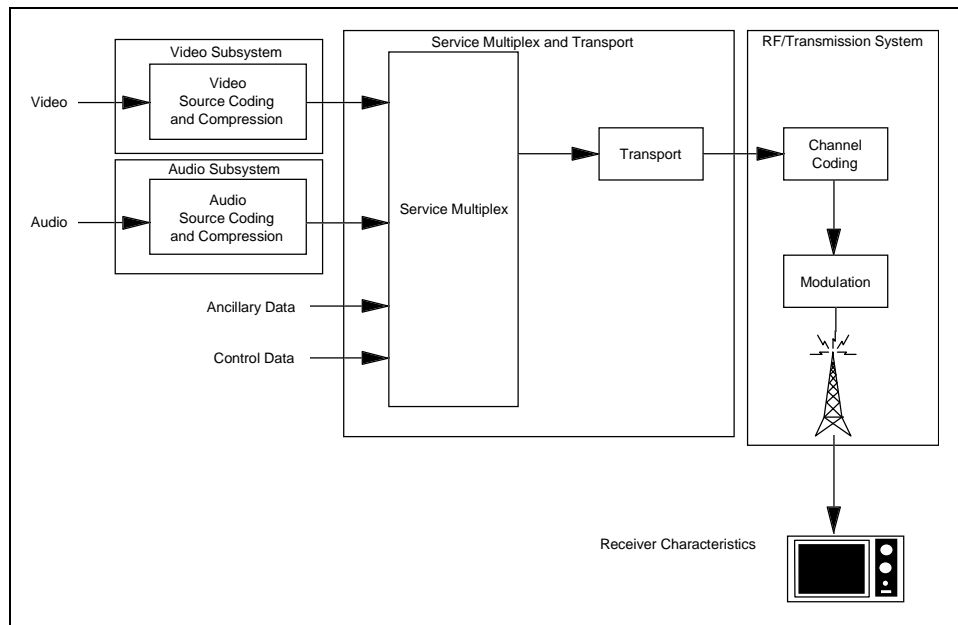 Video Subsystem
Video
Source Coding
and Compression
Video
Audio Subsystem
Audio
Source Coding
and Compression
Audio
Ancillary Data
Control Data
Service Multiplex and Transport
Service Multiplex
Transport
RF/Transmission System
Channel
Coding
Modulation
Receiver Characteristics